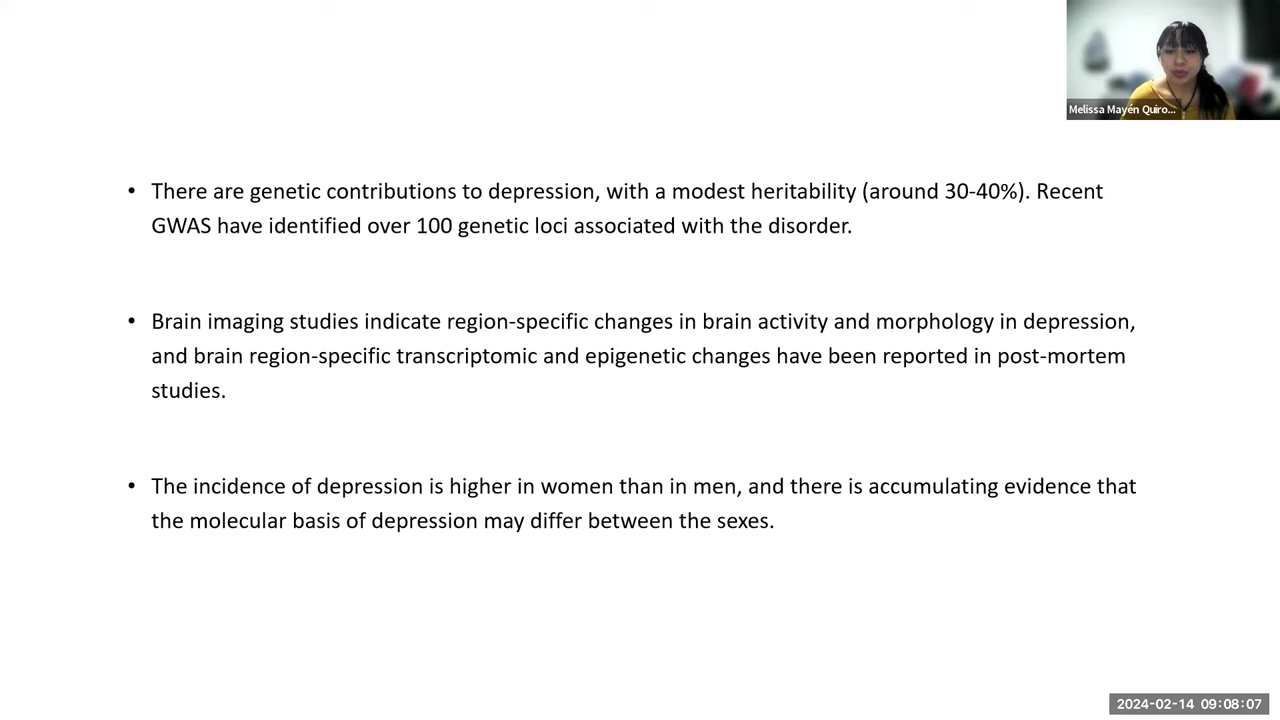 Melissa Mayén Quiro...
• There are genetic contributions to depression, with a modest heritability (around 30-40%). Recent
GWAS have identified over 100 genetic loci associated with the disorder.
• Brain imaging studies indicate region-specific changes in brain activity and morphology in depression,
and brain region-specific transcriptomic and epigenetic changes have been reported in post-mortem
studies.
• The incidence of depression is higher in women than in men, and there is accumulating evidence that
the molecular basis of depression may differ between the sexes.
2024-02-14 09:08:07